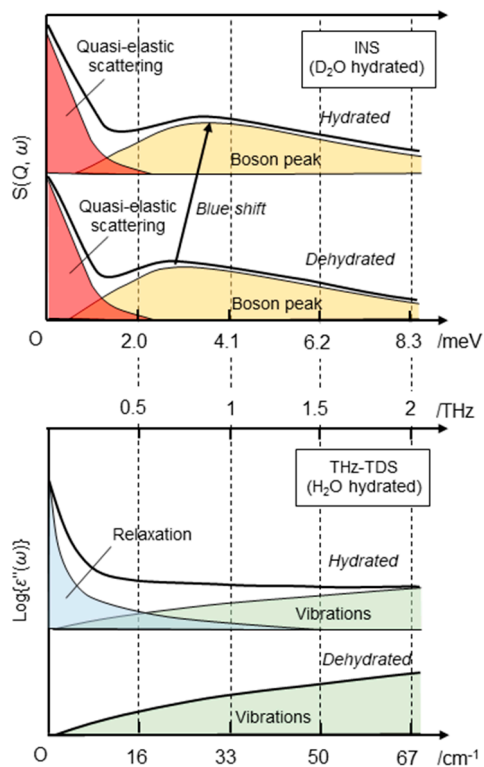 Quasi-elastic
scattering
INS
(D₂O hydrated)
Hydrated
Boson peak
S(Q, ω)
Quasi-elastic
scattering
Blue shift
Dehydrated
Boson peak
O 2.0 4.1 6.2 8.3 /meV
0.5 1 1.5 2 /THz
THz-TDS
(H₂O hydrated)
Relaxation
Hydrated
Log{ε"(ω)}
Vibrations
Dehydrated
Vibrations
O 16 33 50 67 /cm⁻¹